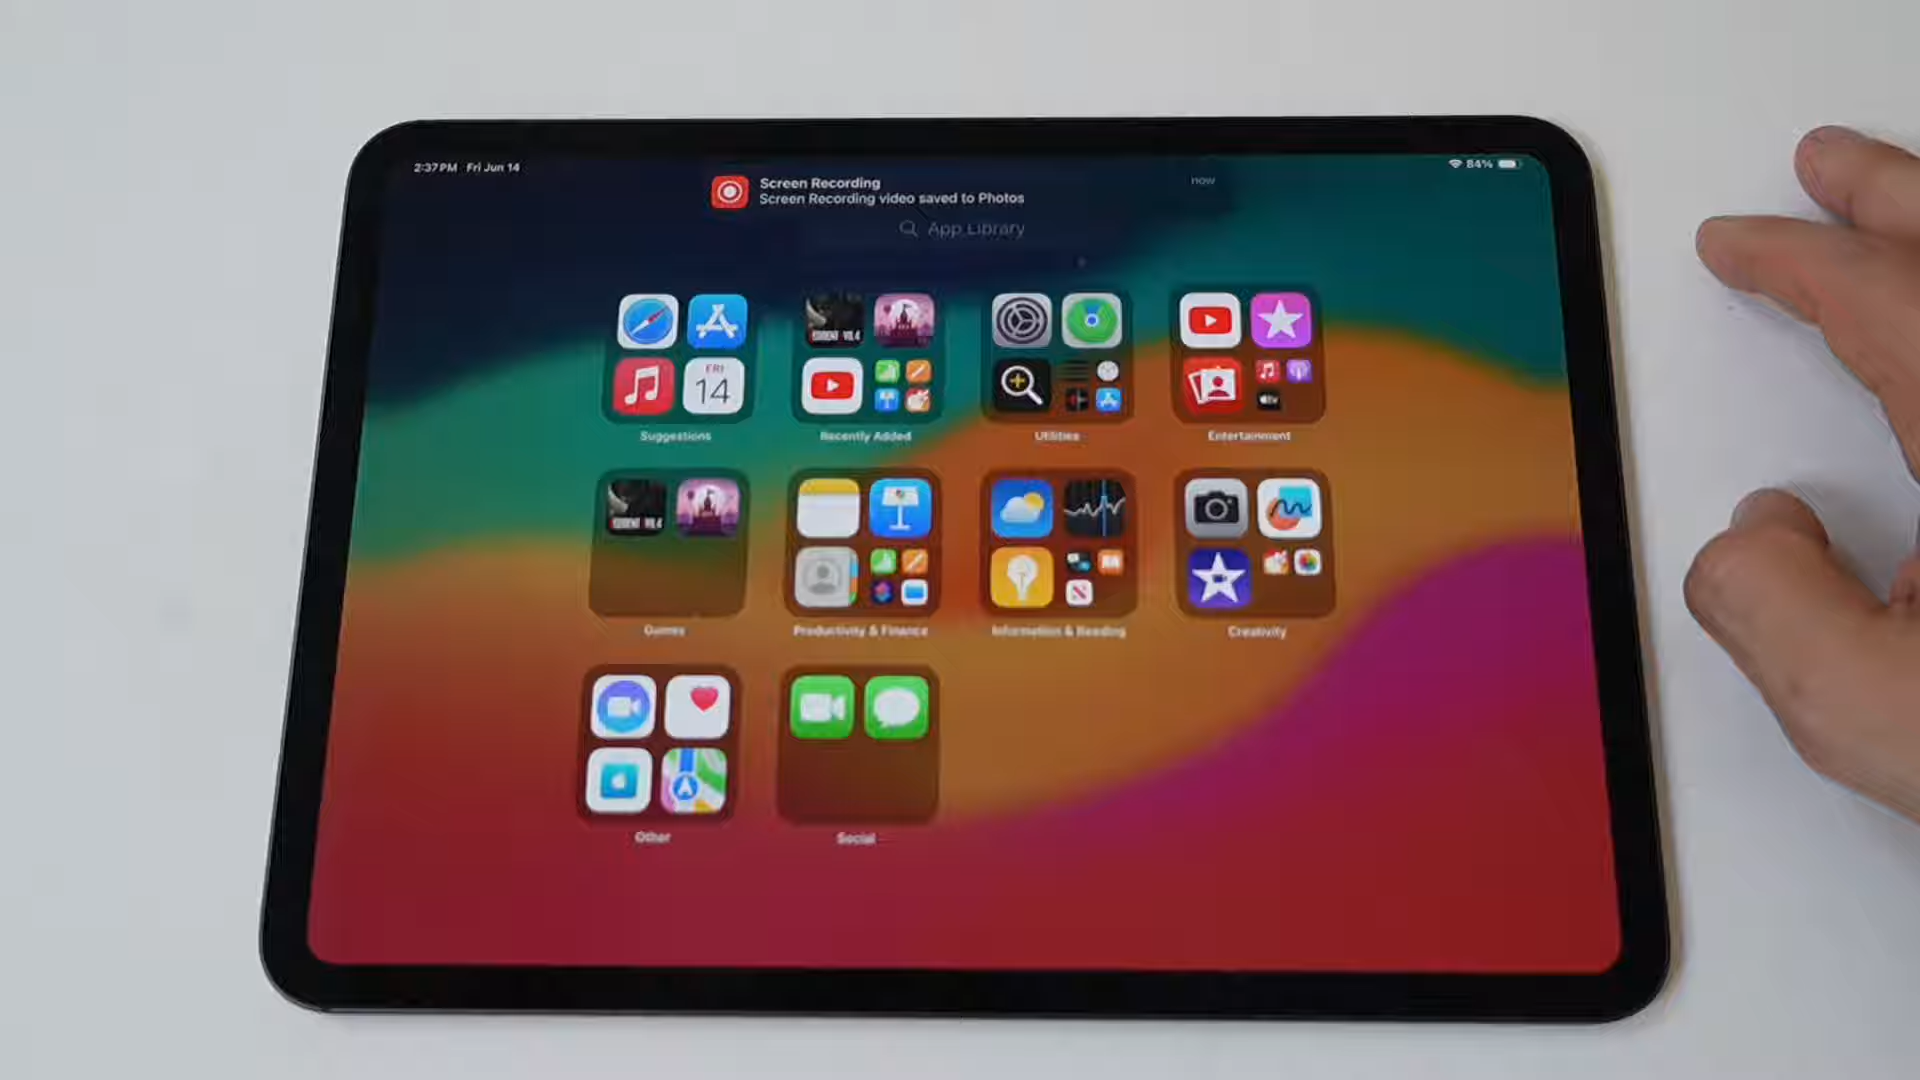 2:37 PM Fri Jun 14
84%
Screen Recording
now
Screen Recording video saved to Photos
App Library
FRI
14
Suggestions
Recently Added
Utilities
Entertainment
Games
Productivity & Finance
Information & Reading
Creativity
Other
Social